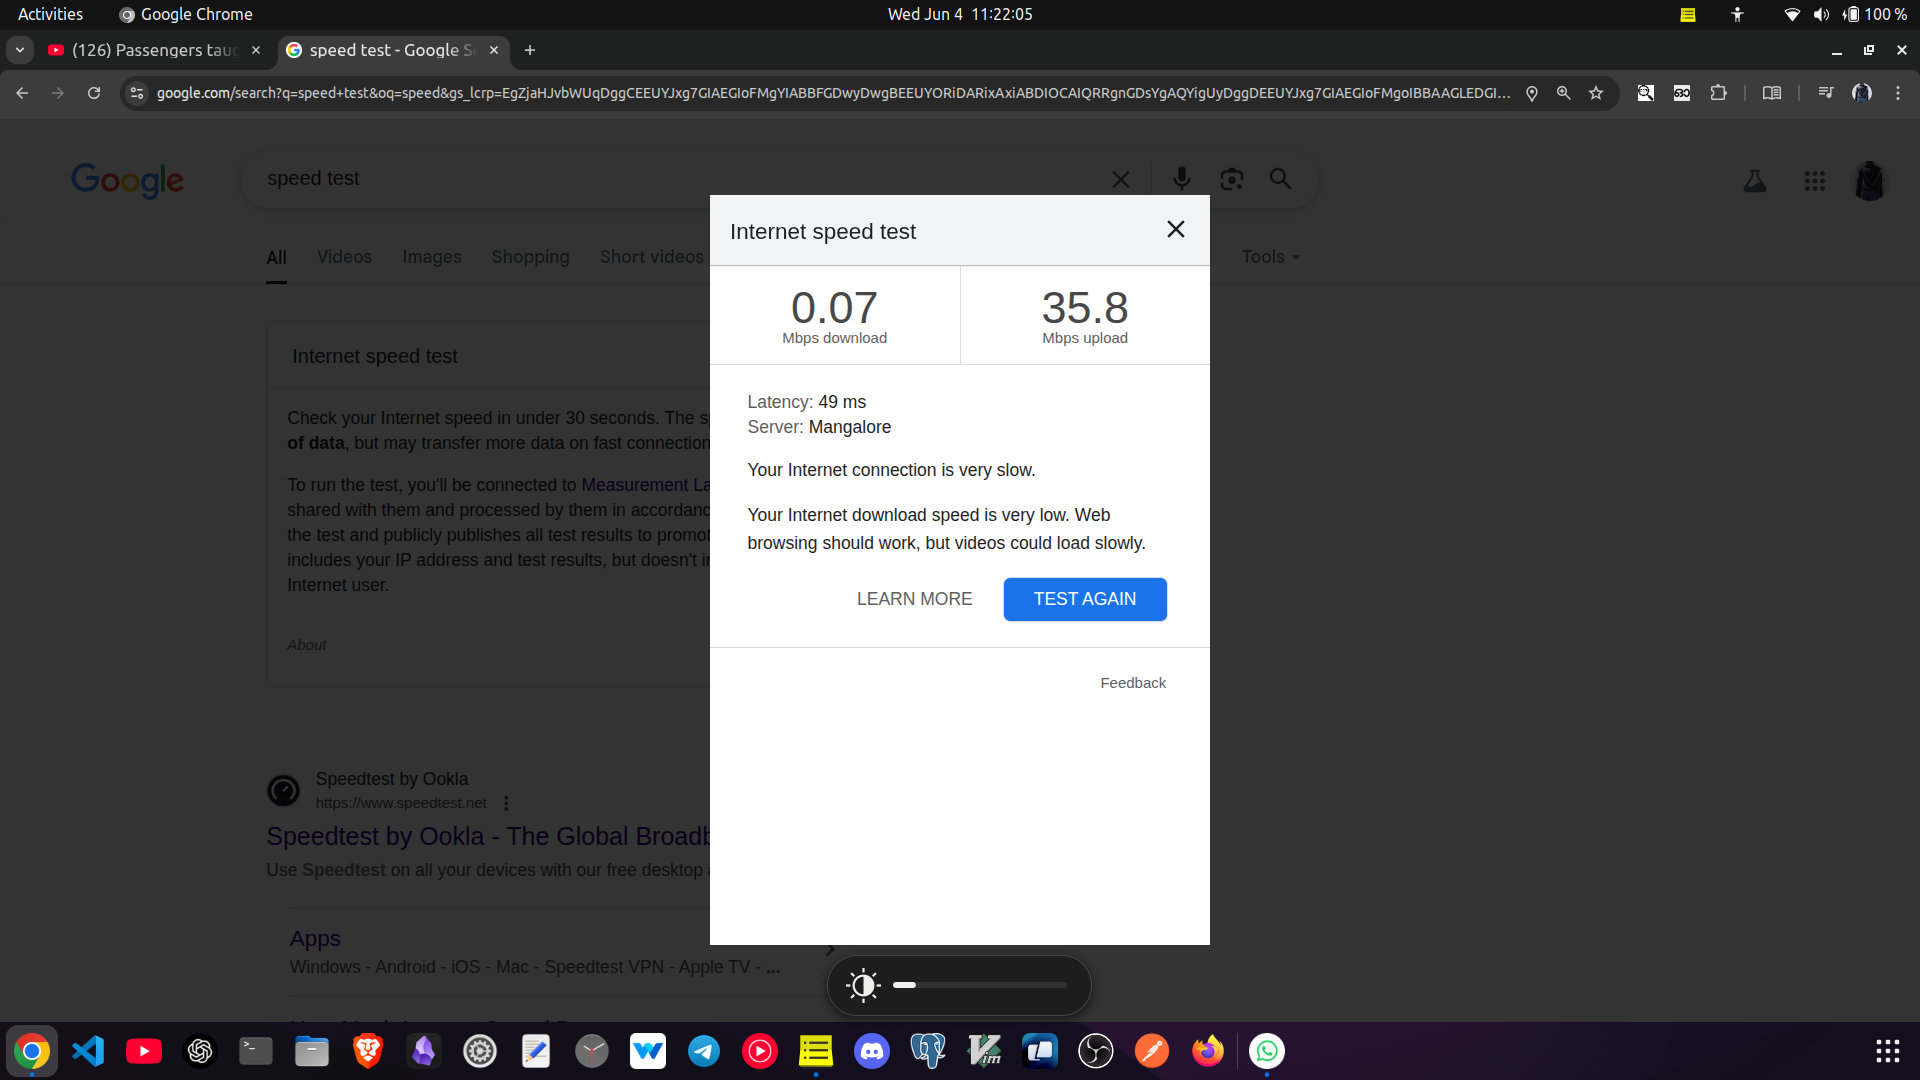 Activities
Google Chrome
Wed Jun 4 11:22:05
100 %
(126) Passengers taug
speed test - Google Se
google.com/search?q=speed+test&oq=speed&gs_lcrp=EgZjaHJvbWUqDggCEEUYJxg7GIAEGIoFMgYIABBFGDwyDwgBEEUYORiDARixAxiABDIOCAIQRRgnGDsYgAQYigUyDggDEEUYJxg7GIAEGIoFMgoIBBAAGLEDGI...
Google
speed test
All
Videos
Images
Shopping
Short videos
Tools
Internet speed test
Check your Internet speed in under 30 seconds. The s
of data, but may transfer more data on fast connection
To run the test, you'll be connected to Measurement La
shared with them and processed by them in accordanc
the test and publicly publishes all test results to promot
includes your IP address and test results, but doesn't i
Internet user.
About
Internet speed test
0.07
Mbps download
35.8
Mbps upload
Latency: 49 ms
Server: Mangalore
Your Internet connection is very slow.
Your Internet download speed is very low. Web
browsing should work, but videos could load slowly.
LEARN MORE
TEST AGAIN
Feedback
Speedtest by Ookla
https://www.speedtest.net
Speedtest by Ookla - The Global Broadb
Use Speedtest on all your devices with our free desktop
Apps
Windows - Android - iOS - Mac - Speedtest VPN - Apple TV - ...